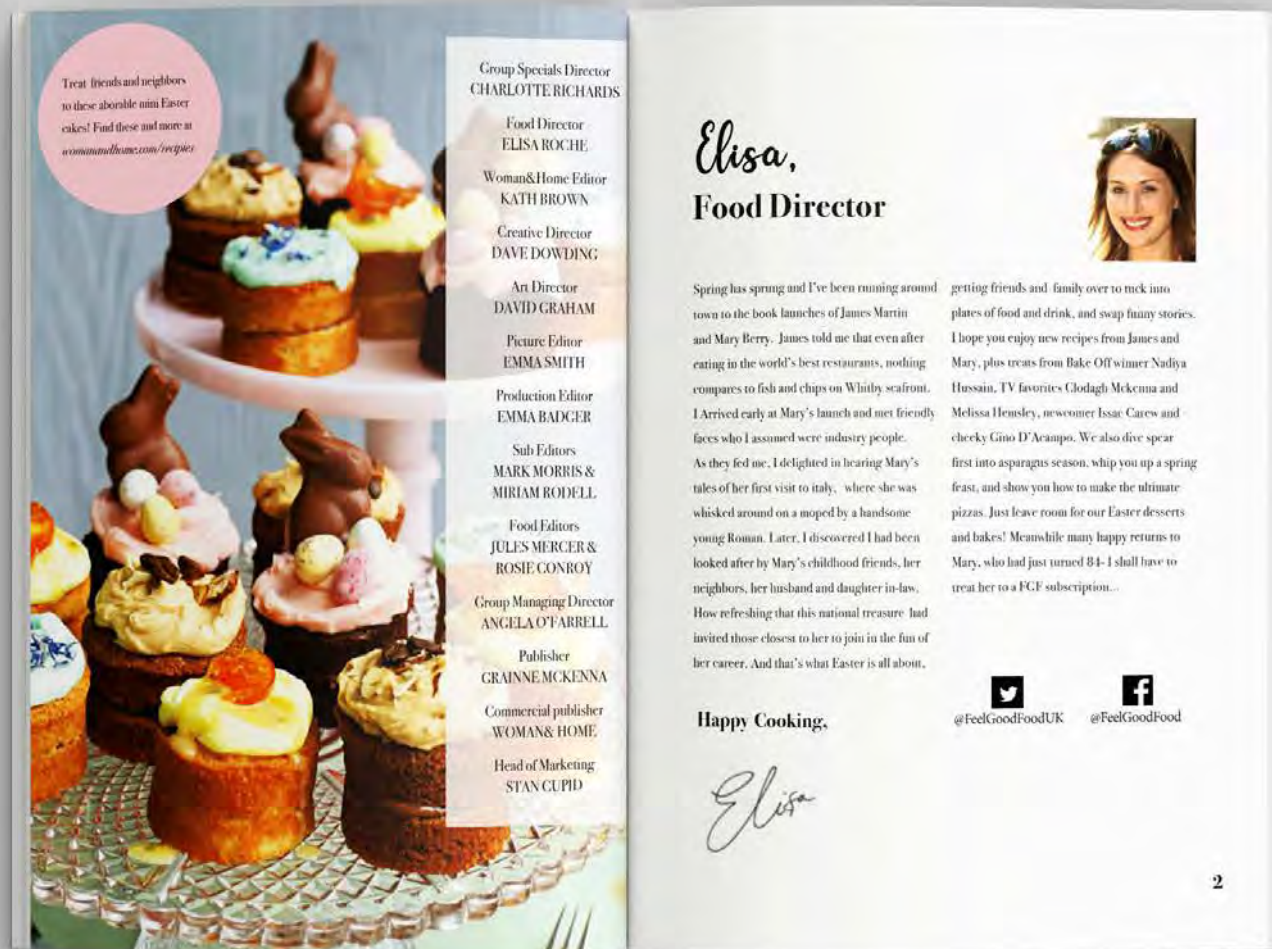 Treat friends and neighbors
to these aborable mini Easter
cakes! Find these and more at
womanandhome.com/recipies
Group Specials Director
CHARLOTTE RICHARDS
Food Director
ELISA ROCHE
Woman&Home Editor
KATH BROWN
Creative Director
DAVE DOWDING
Art Director
DAVID GRAHAM
Picture Editor
EMMA SMITH
Production Editor
EMMA BADGER
Sub Editors
MARK MORRIS &
MIRIAM RODELL
Food Editors
JULES MERCER &
ROSIE CONROY
Group Managing Director
ANGELA O'FARRELL
Publisher
GRAINNE MCKENNA
Commercial publisher
WOMAN& HOME
Head of Marketing
STAN CUPID
Elisa,
Food Director
Spring has sprung and I've been running around
town to the book launches of James Martin
and Mary Berry. James told me that even after
eating in the world's best restaurants, nothing
compares to fish and chips on Whitby seafront.
I Arrived early at Mary's launch and met friendly
faces who I assumed were industry people.
As they fed me, I delighted in hearing Mary's
tales of her first visit to italy, where she was
whisked around on a moped by a handsome
young Roman. Later, I discovered I had been
looked after by Mary's childhood friends, her
neighbors, her husband and daughter in-law.
How refreshing that this national treasure had
invited those closest to her to join in the fun of
her career. And that's what Easter is all about,
getting friends and family over to tuck into
plates of food and drink, and swap funny stories.
I hope you enjoy new recipes from James and
Mary, plus treats from Bake Off winner Nadiya
Hussain, TV favorites Clodagh Mckenna and
Melissa Hemsley, newcomer Issac Carew and
cheeky Gino D'Acampo. We also dive spear
first into asparagus season, whip you up a spring
feast, and show you how to make the ultimate
pizzas. Just leave room for our Easter desserts
and bakes! Meanwhile many happy returns to
Mary, who had just turned 84- I shall have to
treat her to a FGF subscription...
@FeelGoodFoodUK
@FeelGoodFood
Happy Cooking,
Elisa
2